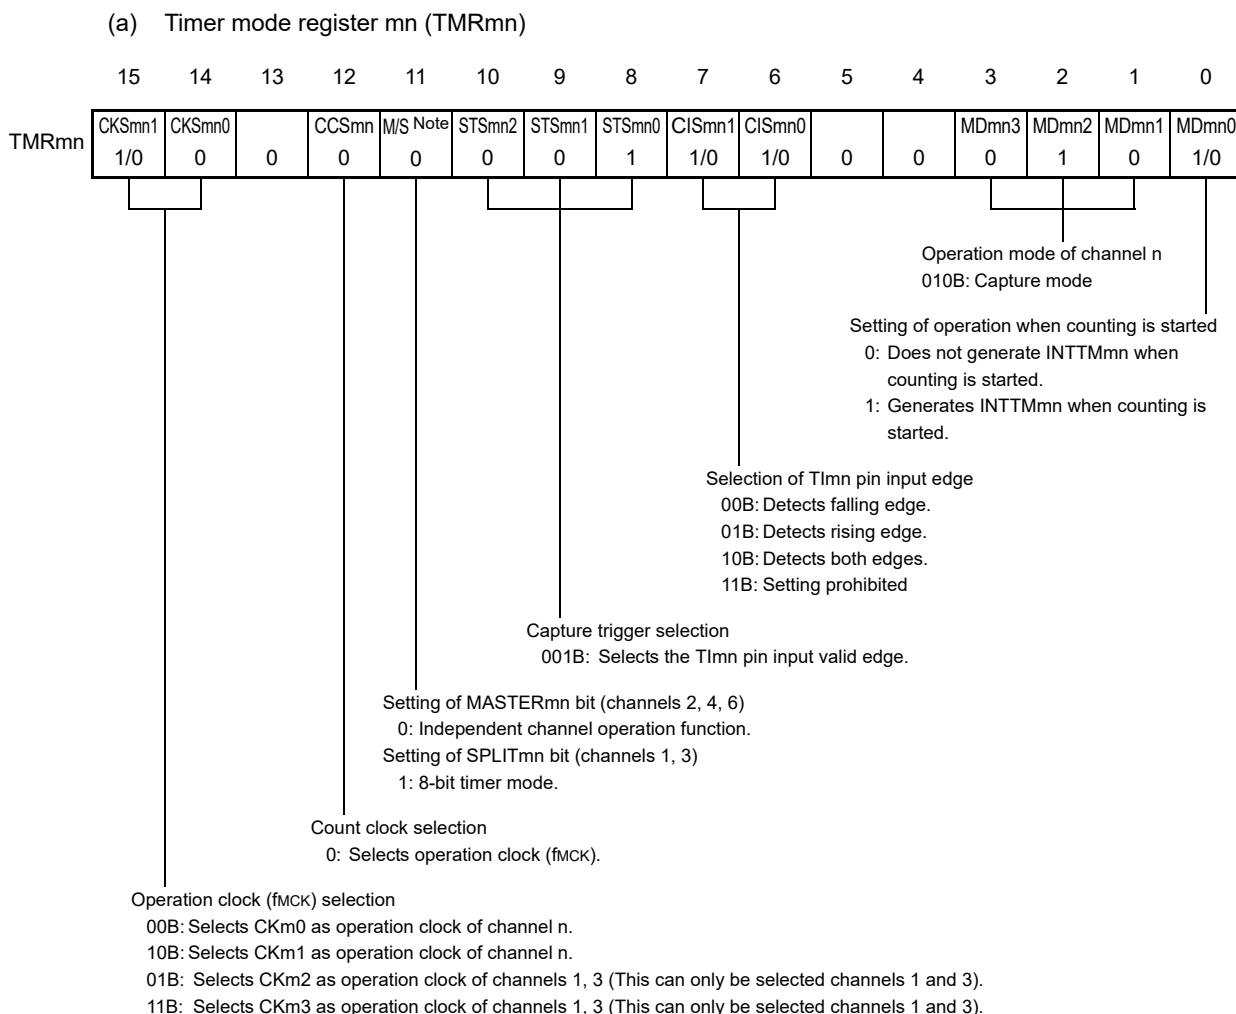 (a) Timer mode register mn (TMRmn)
15 14 13 12 11 10 9 8 7 6 5 4 3 2 1 0
TMRmn CKSmn1 CKSmn0 CCSmn M/S Note STSmn2 STSmn1 STSmn0 CISmn1 CISmn0 MDmn3 MDmn2 MDmn1 MDmn0
1/0 0 0 0 0 0 0 1 1/0 1/0 0 0 0 1 0 1/0
Operation mode of channel n
010B: Capture mode
Setting of operation when counting is started
0: Does not generate INTTMmn when
counting is started.
1: Generates INTTMmn when counting is
started.
Selection of TImn pin input edge
00B: Detects falling edge.
01B: Detects rising edge.
10B: Detects both edges.
11B: Setting prohibited
Capture trigger selection
001B: Selects the TImn pin input valid edge.
Setting of MASTERmn bit (channels 2, 4, 6)
0: Independent channel operation function.
Setting of SPLITmn bit (channels 1, 3)
1: 8-bit timer mode.
Count clock selection
0: Selects operation clock (fMCK).
Operation clock (fMCK) selection
00B: Selects CKm0 as operation clock of channel n.
10B: Selects CKm1 as operation clock of channel n.
01B: Selects CKm2 as operation clock of channels 1, 3 (This can only be selected channels 1 and 3).
11B: Selects CKm3 as operation clock of channels 1, 3 (This can only be selected channels 1 and 3).